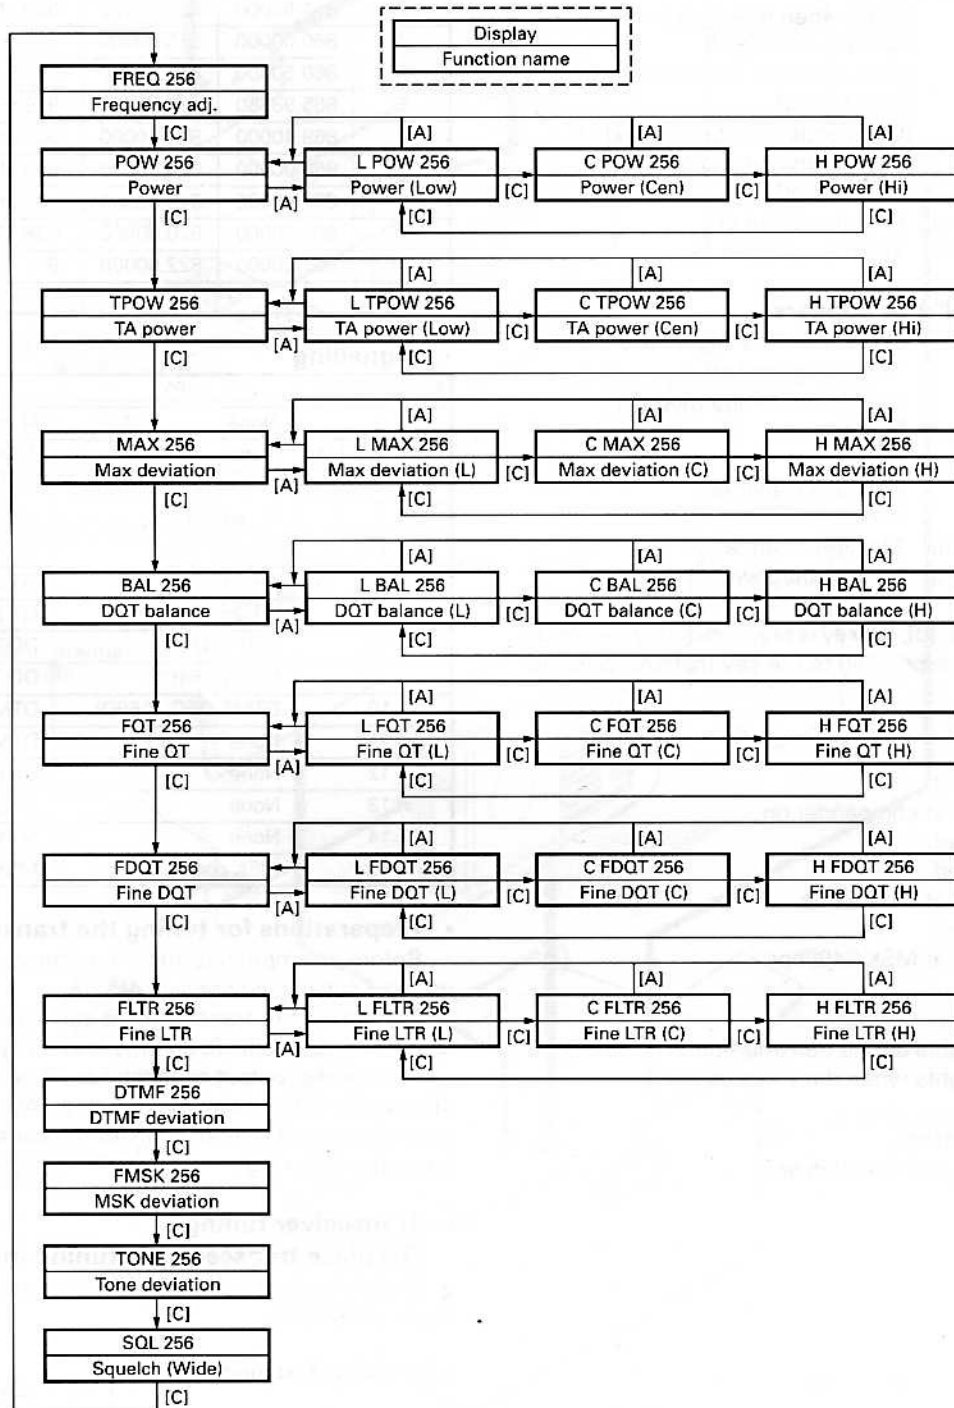 Display
Function name
FREQ 256
Frequency adj.
[C]
[A] [A] [A]
POW 256 L POW 256 C POW 256 H POW 256
Power [A] Power (Low) [C] Power (Cen) [C] Power (Hi)
[C] [C] [C]
[A] [A] [A]
TPOW 256 L TPOW 256 C TPOW 256 H TPOW 256
TA power [A] TA power (Low) [C] TA power (Cen) [C] TA power (Hi)
[C] [C] [C]
[A] [A] [A]
MAX 256 L MAX 256 C MAX 256 H MAX 256
Max deviation [A] Max deviation (L) [C] Max deviation (C) [C] Max deviation (H)
[C] [C] [C]
[A] [A] [A]
BAL 256 L BAL 256 C BAL 256 H BAL 256
DQT balance [A] DQT balance (L) [C] DQT balance (C) [C] DQT balance (H)
[C] [C] [C]
[A] [A] [A]
FQT 256 L FQT 256 C FQT 256 H FQT 256
Fine QT [A] Fine QT (L) [C] Fine QT (C) [C] Fine QT (H)
[C] [C] [C]
[A] [A] [A]
FDQT 256 L FDQT 256 C FDQT 256 H FDQT 256
Fine DQT [A] Fine DQT (L) [C] Fine DQT (C) [C] Fine DQT (H)
[C] [C] [C]
[A] [A] [A]
FLTR 256 L FLTR 256 C FLTR 256 H FLTR 256
Fine LTR [A] Fine LTR (L) [C] Fine LTR (C) [C] Fine LTR (H)
[C] [C] [C]
DTMF 256
DTMF deviation
[C]
FMSK 256
MSK deviation
[C]
TONE 256
Tone deviation
[C]
SQL 256
Squelch (Wide)
[C]